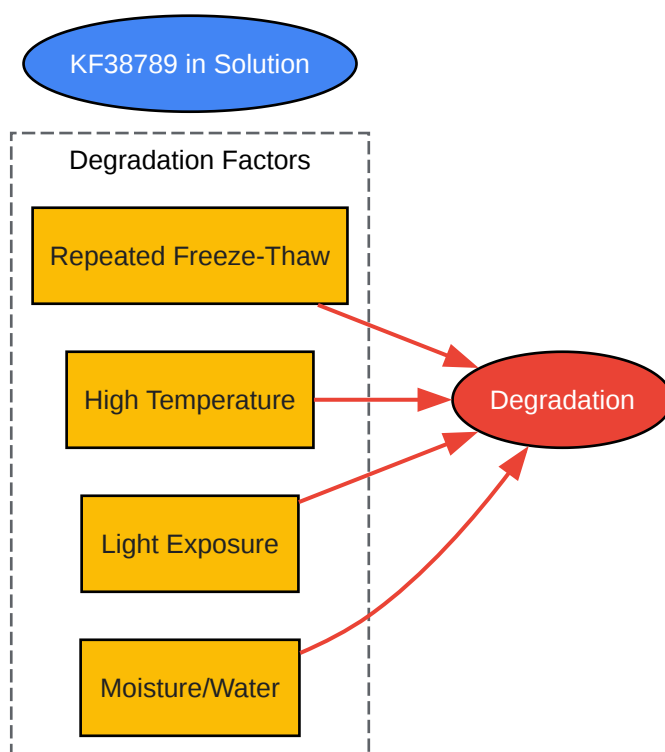 KF38789 in Solution
Degradation Factors
Repeated Freeze-Thaw
High Temperature
Degradation
Light Exposure
Moisture/Water